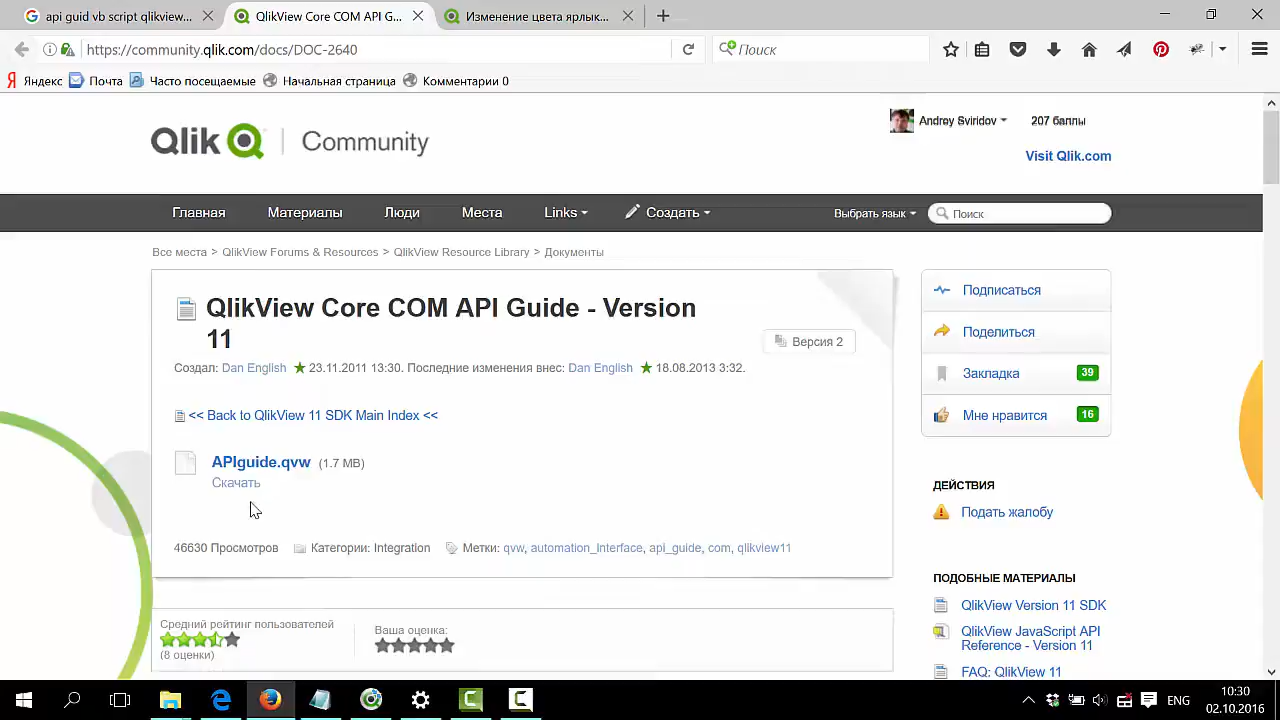 api guid vb script qlikview...
QlikView Core COM API G...
Изменение цвета ярлык...
https://community.qlik.com/docs/DOC-2640
Поиск
Яндекс
Почта
Часто посещаемые
Начальная страница
Комментарии 0
Qlik
Community
Andrey Sviridov
207 баллы
Visit Qlik.com
Главная
Материалы
Люди
Места
Links
Создать
Выбрать язык
Поиск
Все места > QlikView Forums & Resources > QlikView Resource Library > Документы
QlikView Core COM API Guide - Version
11
Версия 2
Создал: Dan English 23.11.2011 13:30. Последние изменения внес: Dan English 18.08.2013 3:32.
<< Back to QlikView 11 SDK Main Index <<
APIguide.qvw (1.7 MB)
Скачать
46630 Просмотров Категории: Integration Метки: qvw, automation_interface, api_guide, com, qlikview11
Средний рейтинг пользователей
(8 оценки)
Ваша оценка:
Подписаться
Поделиться
Закладка 39
Мне нравится 16
ДЕЙСТВИЯ
Подать жалобу
ПОДОБНЫЕ МАТЕРИАЛЫ
QlikView Version 11 SDK
QlikView JavaScript API
Reference - Version 11
FAQ: QlikView 11
ENG
10:30
02.10.2016